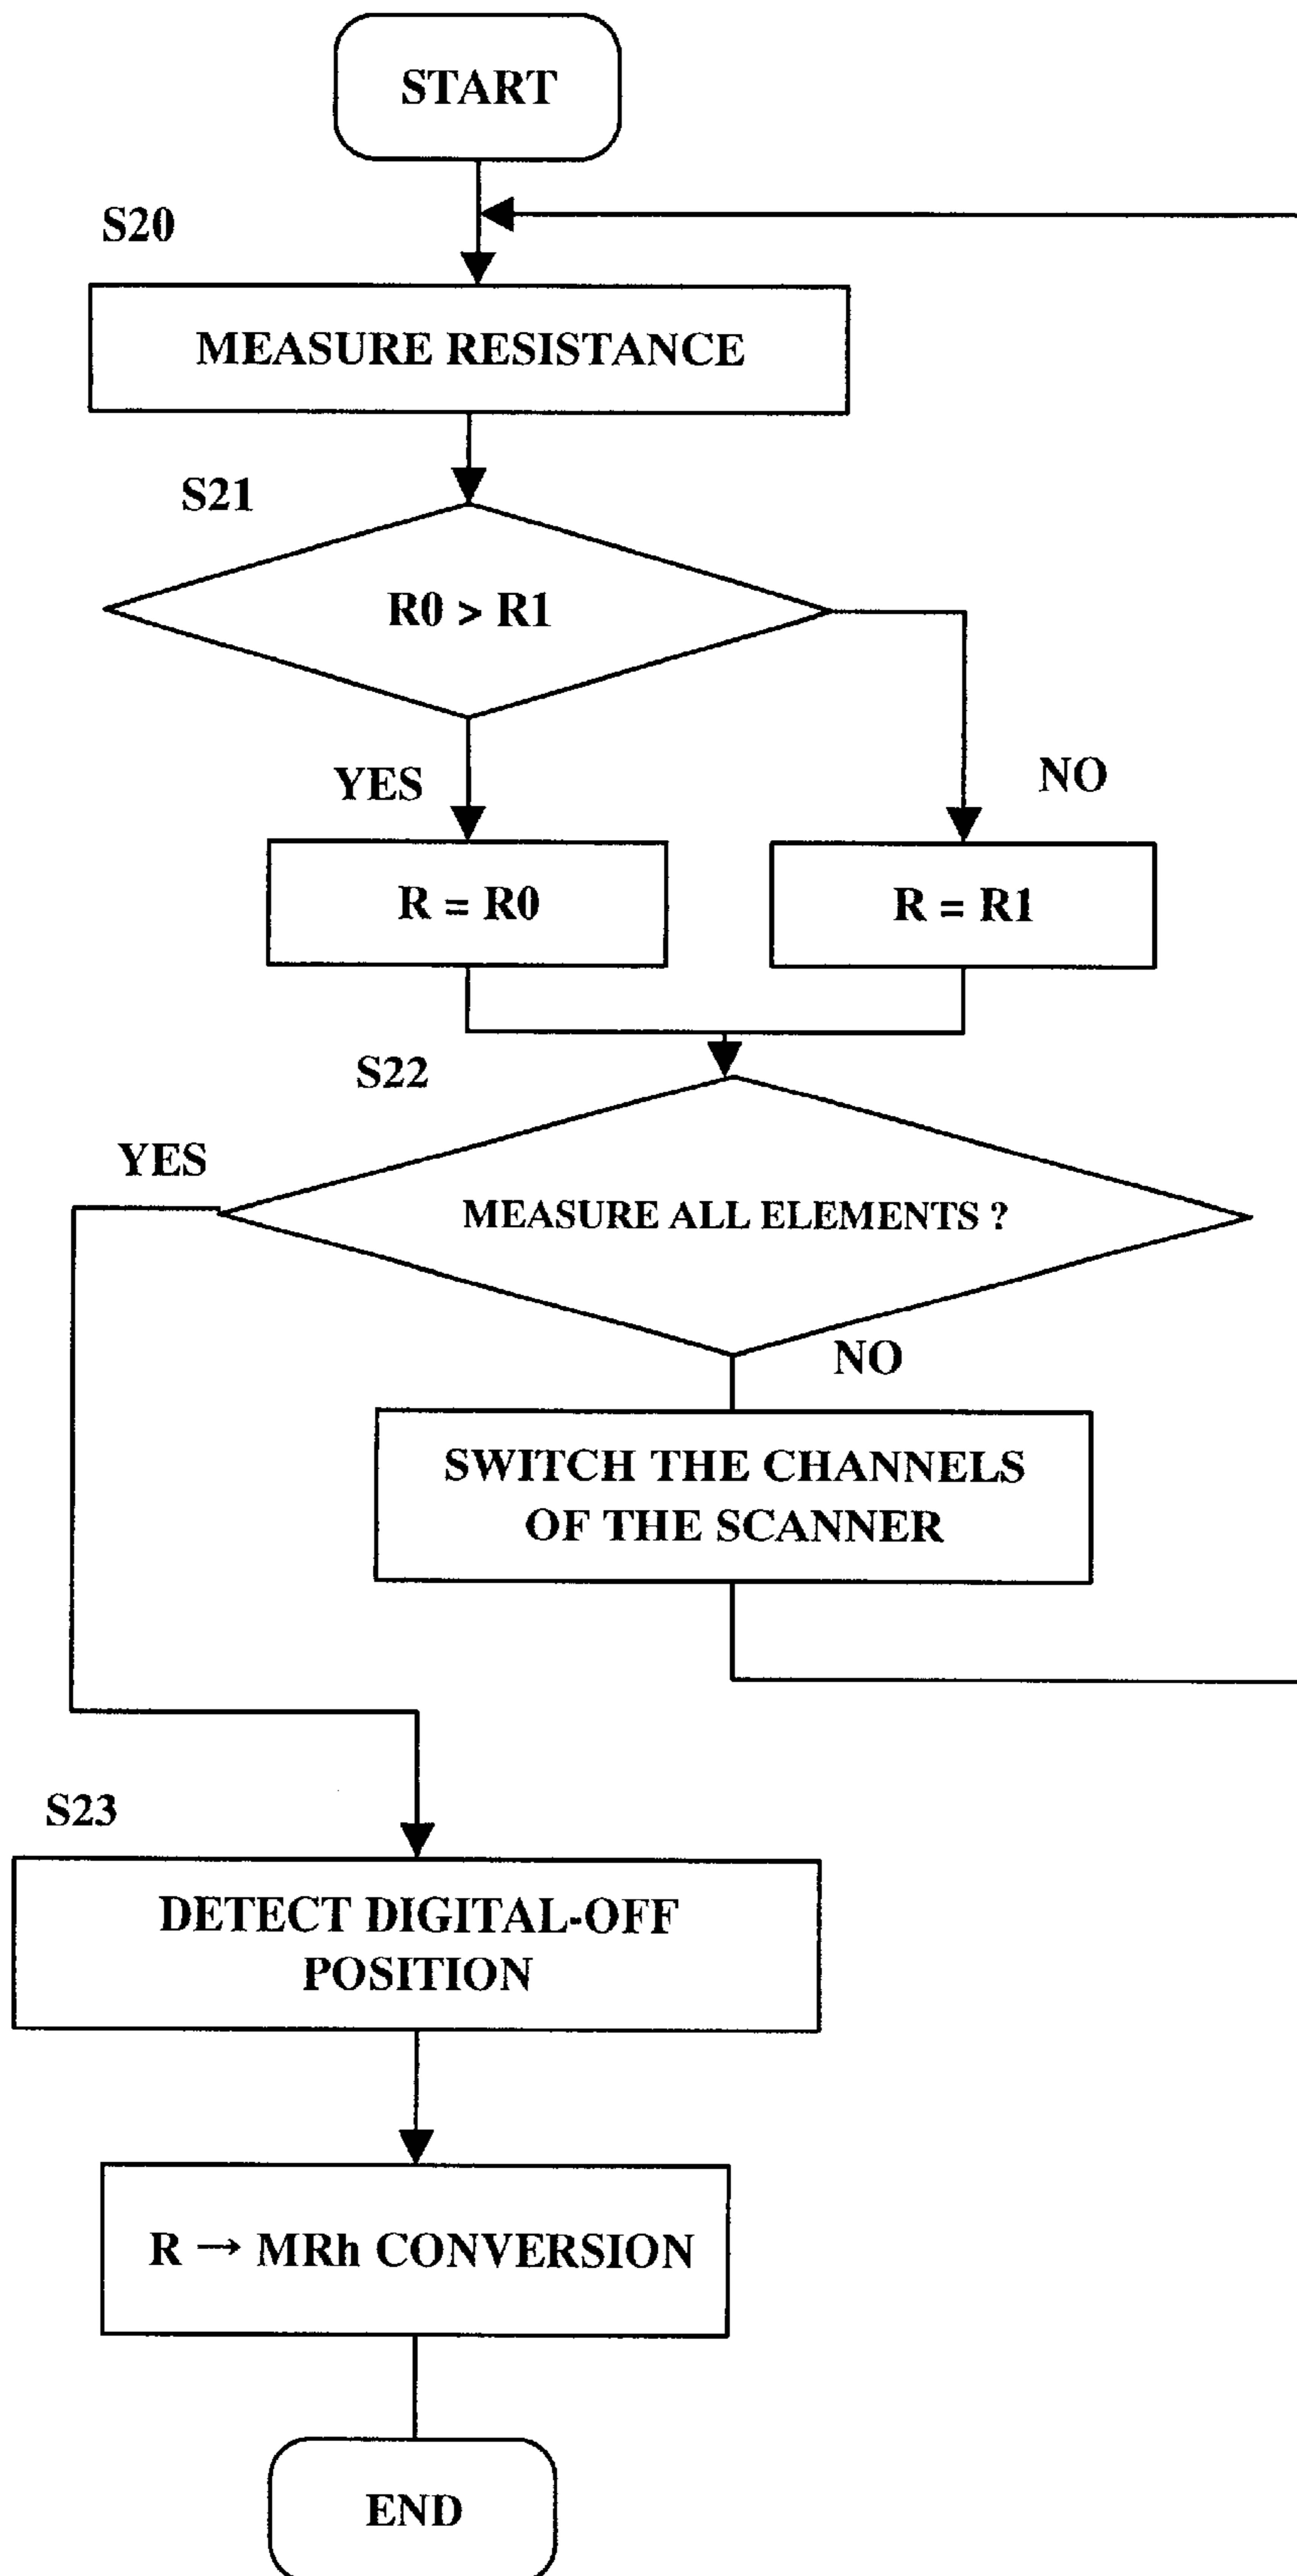 START
S20
MEASURE RESISTANCE
S21
R0 > R1
YES
NO
R = R0
R = R1
S22
YES
MEASURE ALL ELEMENTS ?
NO
SWITCH THE CHANNELS
OF THE SCANNER
S23
DETECT DIGITAL-OFF
POSITION
R → MRh CONVERSION
END